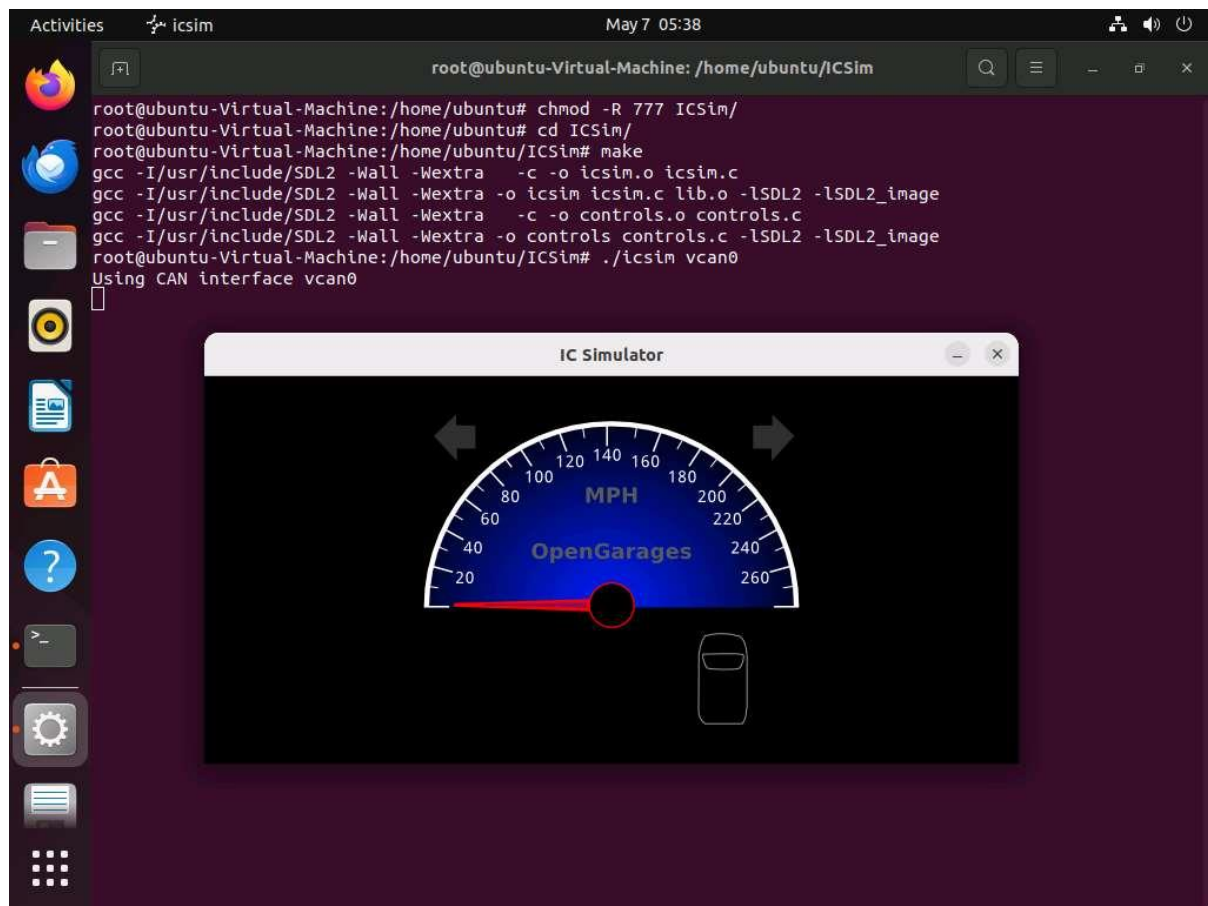 Activities icsim May 7 05:38
root@ubuntu-Virtual-Machine: /home/ubuntu/ICSim
root@ubuntu-Virtual-Machine:/home/ubuntu# chmod -R 777 ICSim/
root@ubuntu-Virtual-Machine:/home/ubuntu# cd ICSim/
root@ubuntu-Virtual-Machine:/home/ubuntu/ICSim# make
gcc -I/usr/include/SDL2 -Wall -Wextra   -c -o icsim.o icsim.c
gcc -I/usr/include/SDL2 -Wall -Wextra -o icsim icsim.c lib.o -lSDL2 -lSDL2_image
gcc -I/usr/include/SDL2 -Wall -Wextra   -c -o controls.o controls.c
gcc -I/usr/include/SDL2 -Wall -Wextra -o controls controls.c -lSDL2 -lSDL2_image
root@ubuntu-Virtual-Machine:/home/ubuntu/ICSim# ./icsim vcan0
Using CAN interface vcan0
IC Simulator
20 40 60 80 100 120 140 160 180 200 220 240 260
MPH
OpenGarages